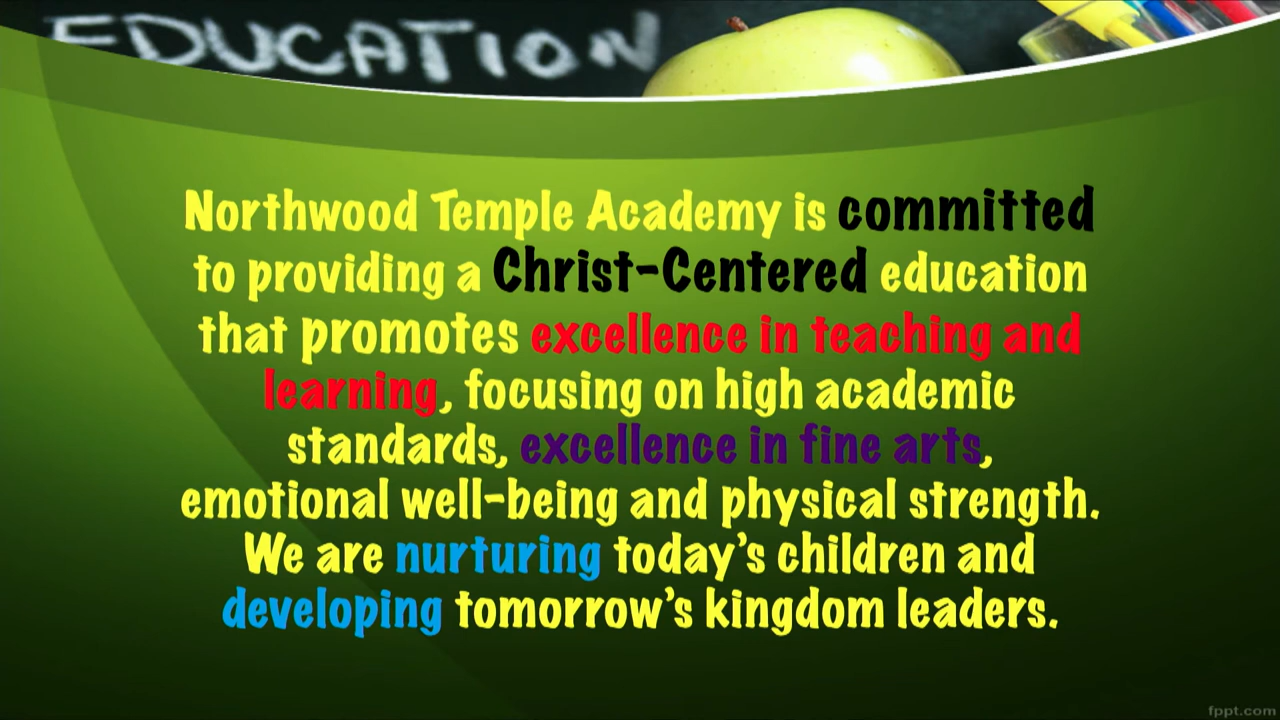 EDUCATION
Northwood Temple Academy is committed
to providing a Christ-Centered education
that promotes excellence in teaching and
learning, focusing on high academic
standards, excellence in fine arts,
emotional well-being and physical strength.
We are nurturing today's children and
developing tomorrow's kingdom leaders.
fppt.com